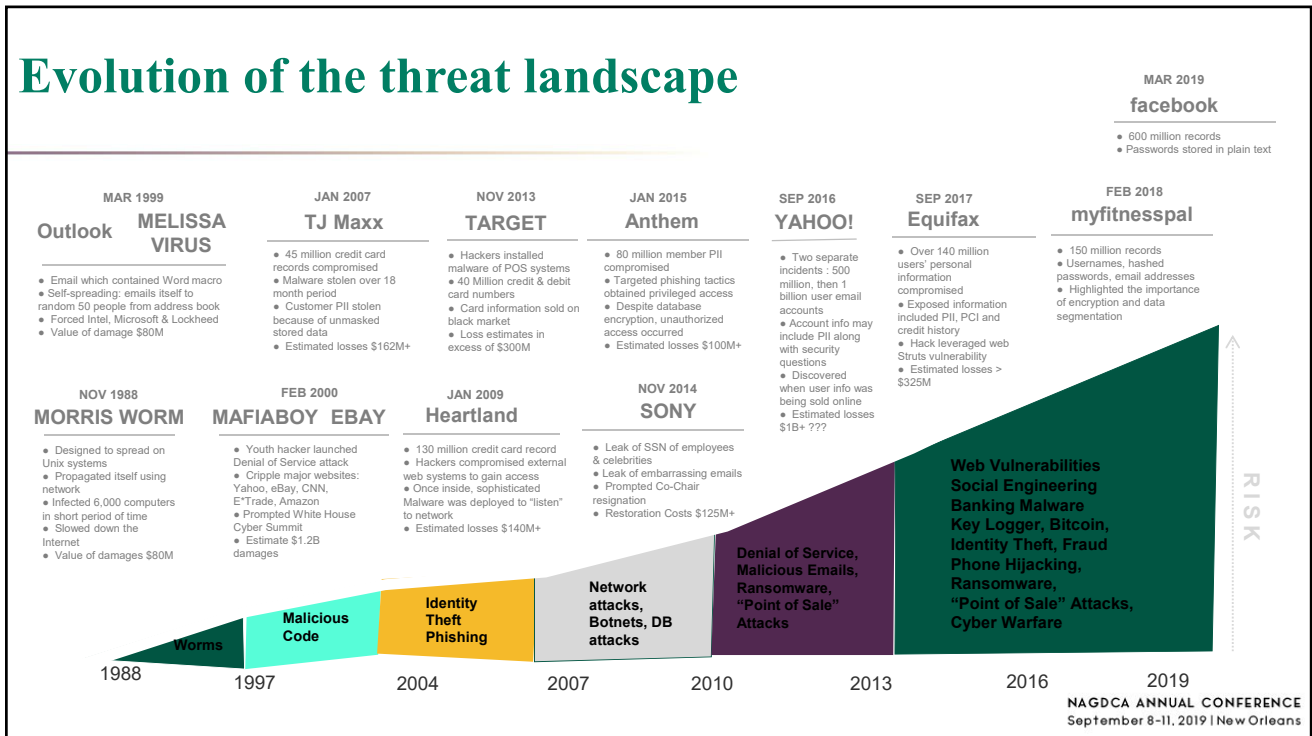 Evolution of the threat landscape
MAR 2019
facebook
● 600 million records
● Passwords stored in plain text
MAR 1999
Outlook
MELISSA
VIRUS
● Email which contained Word macro
● Self-spreading: emails itself to
random 50 people from address book
● Forced Intel, Microsoft & Lockheed
● Value of damage $80M
JAN 2007
TJ Maxx
● 45 million credit card
records compromised
● Malware stolen over 18
month period
● Customer PII stolen
because of unmasked
stored data
● Estimated losses $162M+
NOV 2013
TARGET
● Hackers installed
malware of POS systems
● 40 Million credit & debit
card numbers
● Card information sold on
black market
● Loss estimates in
excess of $300M
JAN 2015
Anthem
● 80 million member PII
compromised
● Targeted phishing tactics
obtained privileged access
● Despite database
encryption, unauthorized
access occurred
● Estimated losses $100M+
SEP 2016
YAHOO!
● Two separate
incidents : 500
million, then 1
billion user email
accounts
● Account info may
include PII along
with security
questions
● Discovered
when user info was
being sold online
● Estimated losses
$1B+ ???
SEP 2017
Equifax
● Over 140 million
users' personal
information
compromised
● Exposed information
included PII, PCI and
credit history
● Hack leveraged web
Struts vulnerability
● Estimated losses >
$325M
FEB 2018
myfitnesspal
● 150 million records
● Usernames, hashed
passwords, email addresses
● Highlighted the importance
of encryption and data
segmentation
NOV 1988
MORRIS WORM
● Designed to spread on
Unix systems
● Propagated itself using
network
● Infected 6,000 computers
in short period of time
● Slowed down the
Internet
● Value of damages $80M
FEB 2000
MAFIABOY EBAY
● Youth hacker launched
Denial of Service attack
● Cripple major websites:
Yahoo, eBay, CNN,
E*Trade, Amazon
● Prompted White House
Cyber Summit
● Estimate $1.2B
damages
JAN 2009
Heartland
● 130 million credit card record
● Hackers compromised external
web systems to gain access
● Once inside, sophisticated
Malware was deployed to “listen”
to network
● Estimated losses $140M+
NOV 2014
SONY
● Leak of SSN of employees
& celebrities
● Leak of embarrassing emails
● Prompted Co-Chair
resignation
● Restoration Costs $125M+
Worms
Malicious
Code
Identity
Theft
Phishing
Network
attacks,
Botnets, DB
attacks
Denial of Service,
Malicious Emails,
Ransomware,
“Point of Sale”
Attacks
Web Vulnerabilities
Social Engineering
Banking Malware
Key Logger, Bitcoin,
Identity Theft, Fraud
Phone Hijacking,
Ransomware,
“Point of Sale” Attacks,
Cyber Warfare
RISK
1988
1997
2004
2007
2010
2013
2016
2019
NAGDCA ANNUAL CONFERENCE
September 8-11, 2019 | New Orleans